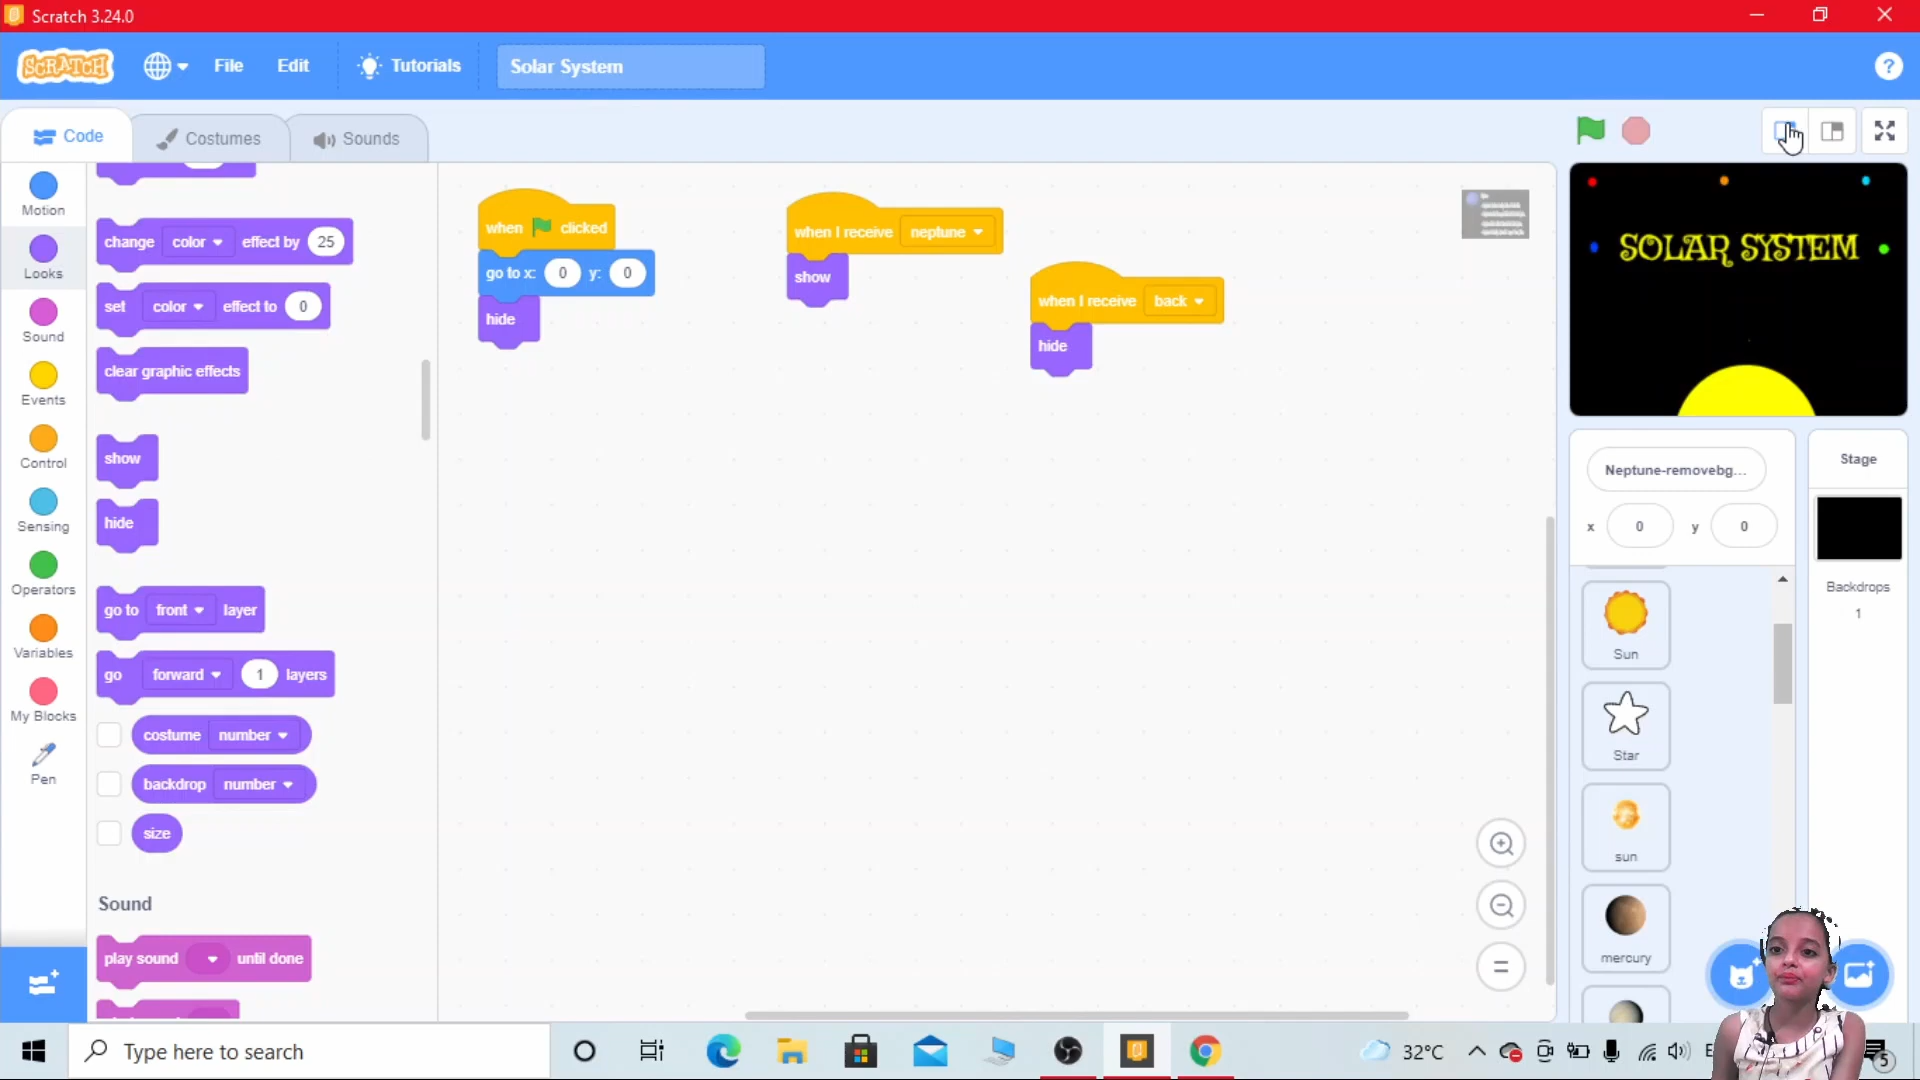 Scratch 3.24.0
SCRATCH
File
Edit
Tutorials
Solar System
?
Code
Costumes
Sounds
Motion
Looks
Sound
Events
Control
Sensing
Operators
Variables
My Blocks
Pen
change color effect by 25
set color effect to 0
clear graphic effects
show
hide
go to front layer
go forward 1 layers
costume number
backdrop number
size
Sound
play sound until done
when clicked
go to x: 0 y: 0
hide
when I receive neptune
show
when I receive back
hide
SOLAR SYSTEM
Neptune-removebg...
x 0 y 0
Sun
Star
sun
mercury
Stage
Backdrops
1
Type here to search
32°C
5